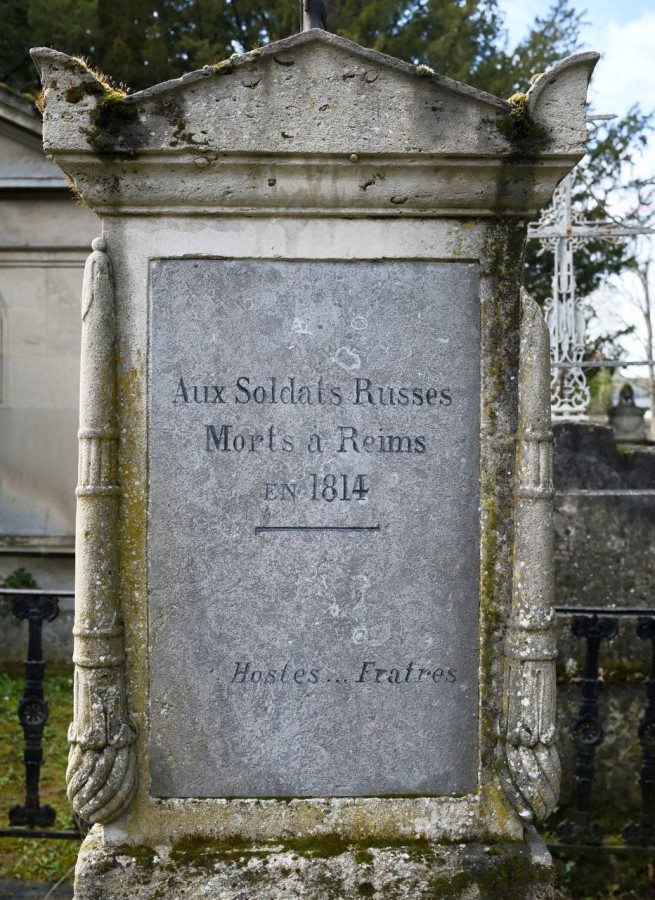 Aux Soldats Russes
Morts à Reims
EN 1814
Hostes... Fratres